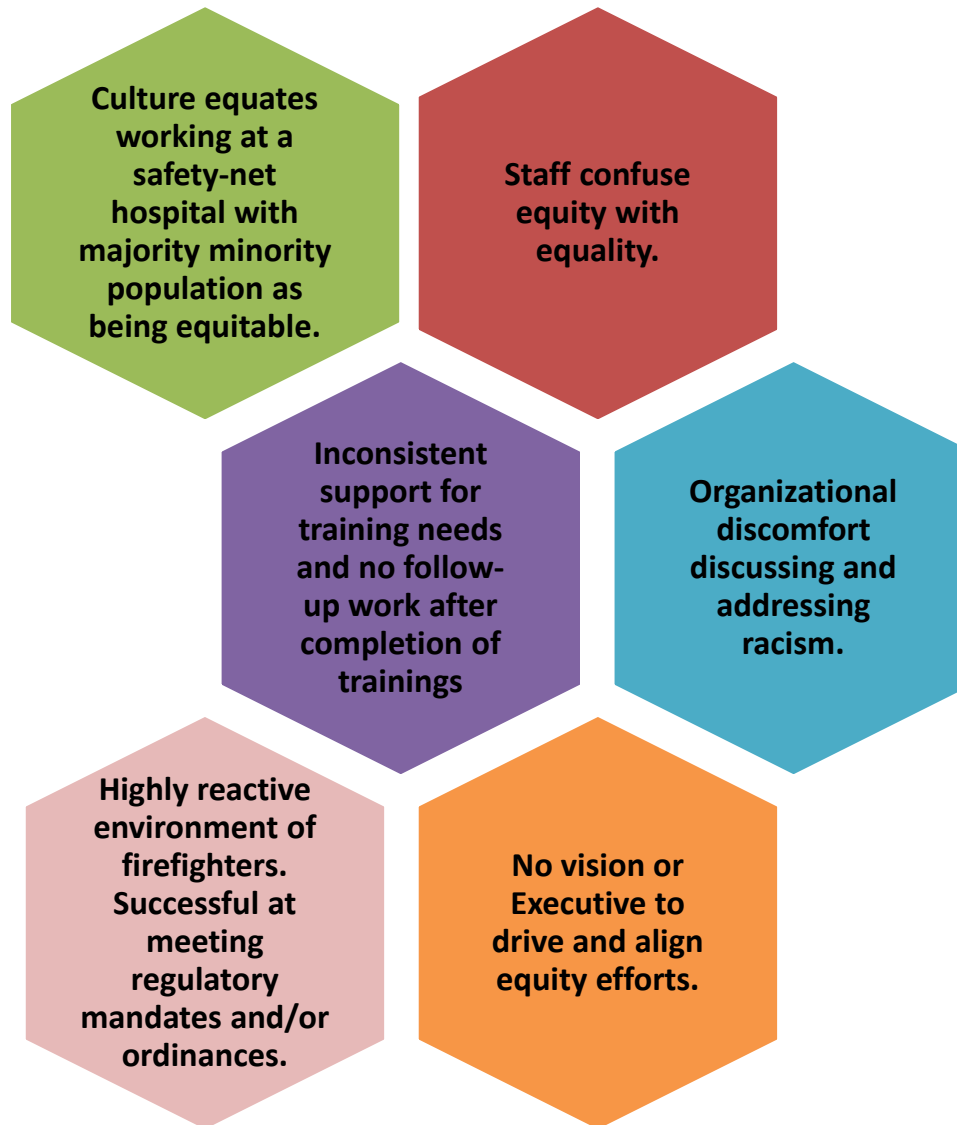 Culture equates
working at a
safety-net
hospital with
majority minority
population as
being equitable.
Staff confuse
equity with
equality.
Inconsistent
support for
training needs
and no follow-
up work after
completion of
trainings
Organizational
discomfort
discussing and
addressing
racism.
Highly reactive
environment of
firefighters.
Successful at
meeting
regulatory
mandates and/or
ordinances.
No vision or
Executive to
drive and align
equity efforts.